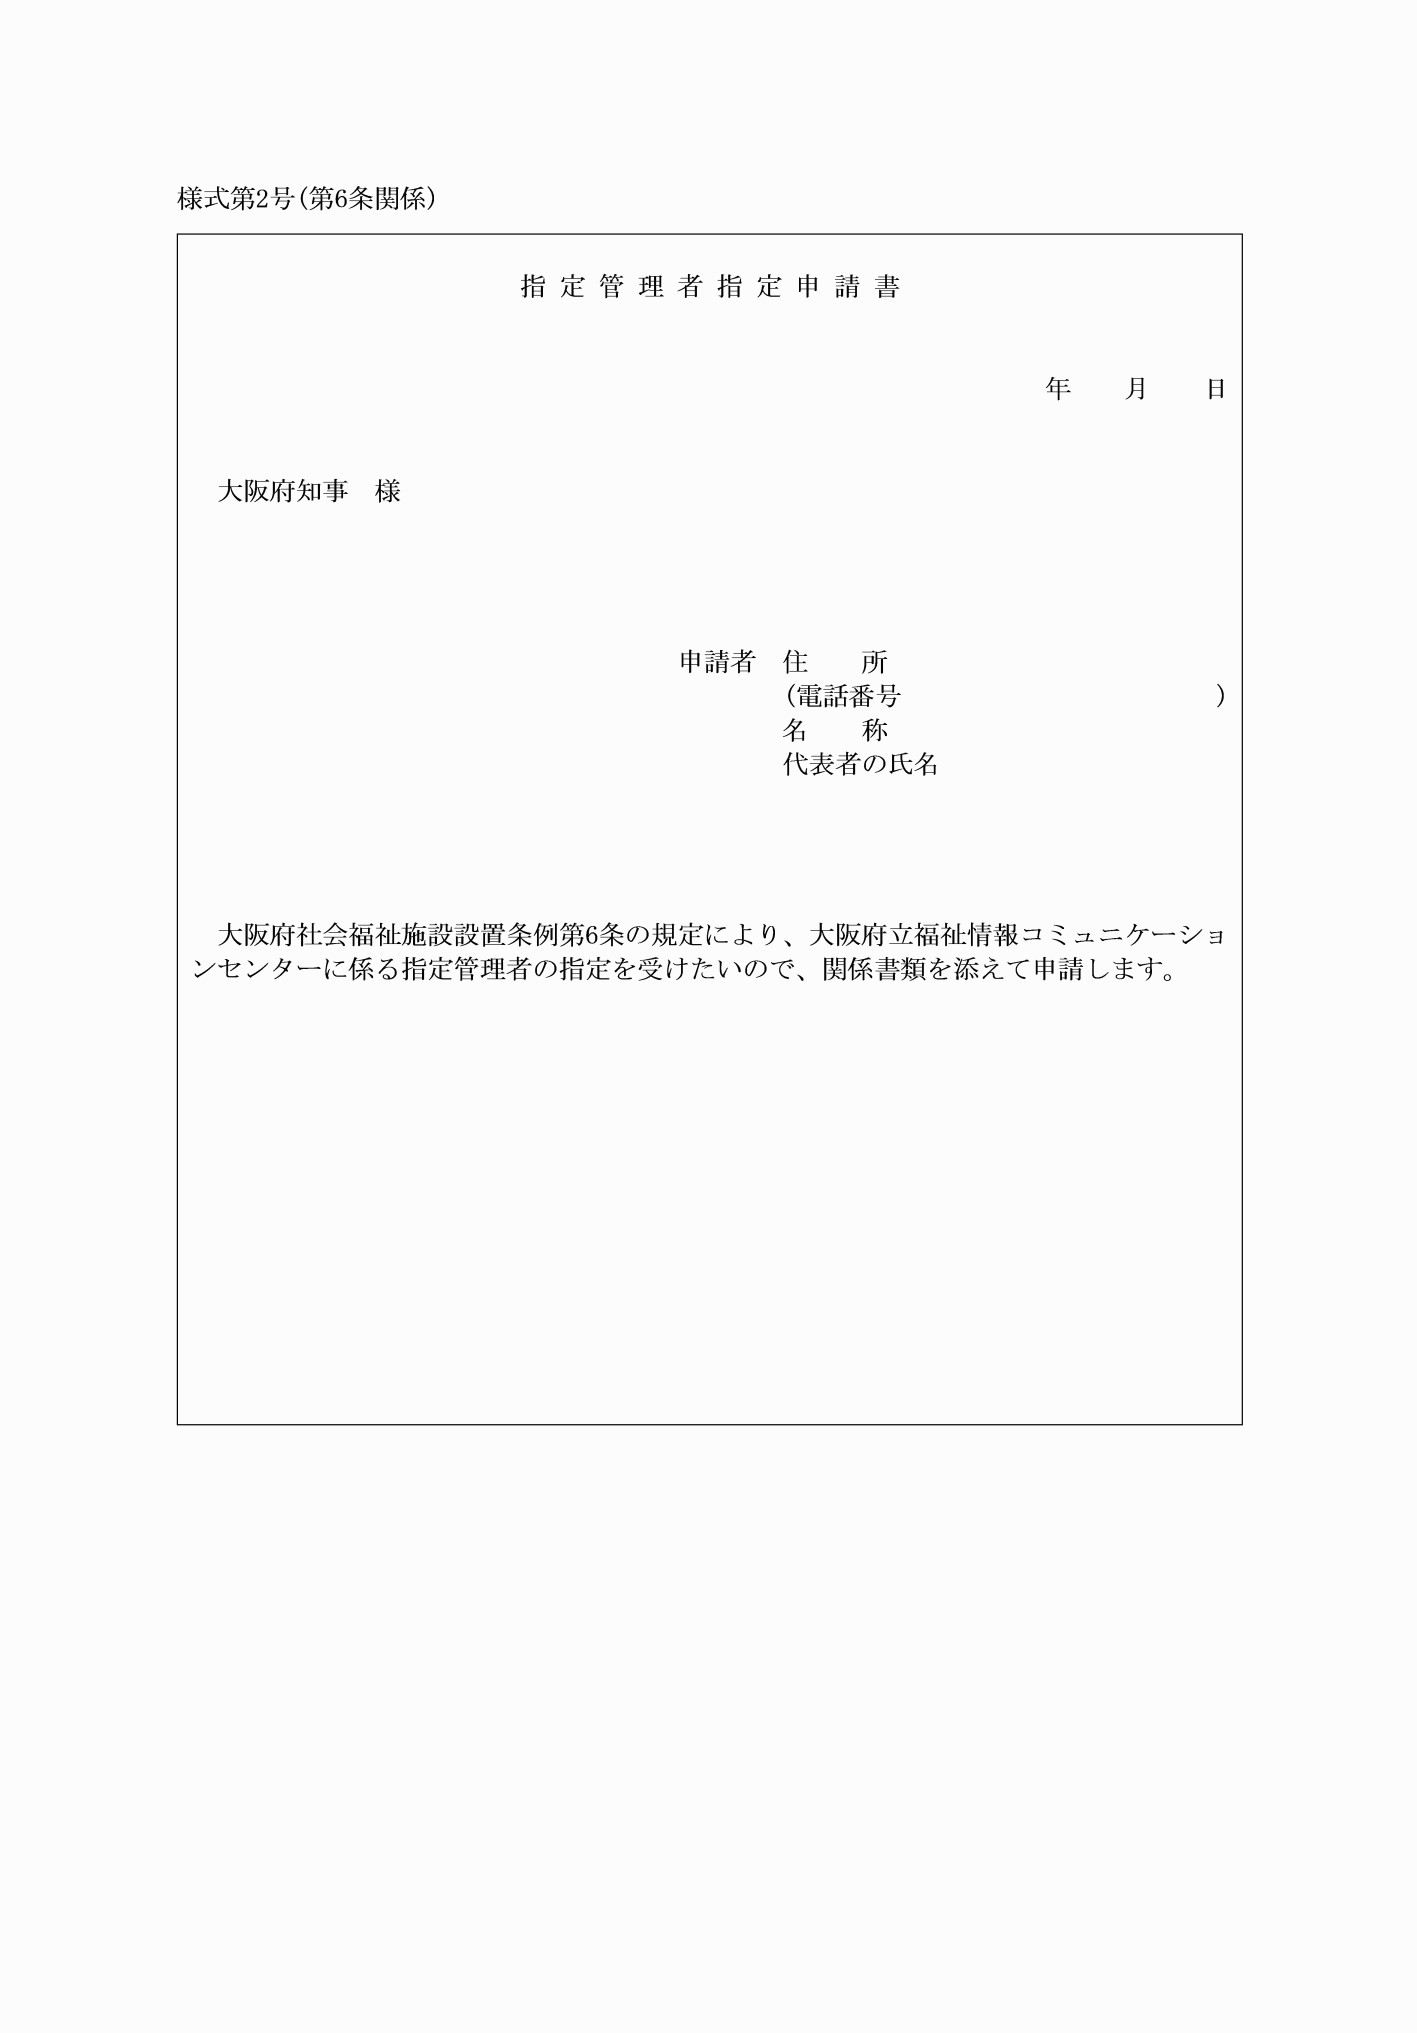 様式第2号(第6条関係)
指定管理者指定申請書
年　　月　　日
大阪府知事　様
申請者　住　　所
(電話番号　　　　　　　　　　　　)
名　　称
代表者の氏名
大阪府社会福祉施設設置条例第6条の規定により、大阪府立福祉情報コミュニケーショ
ンセンターに係る指定管理者の指定を受けたいので、関係書類を添えて申請します。